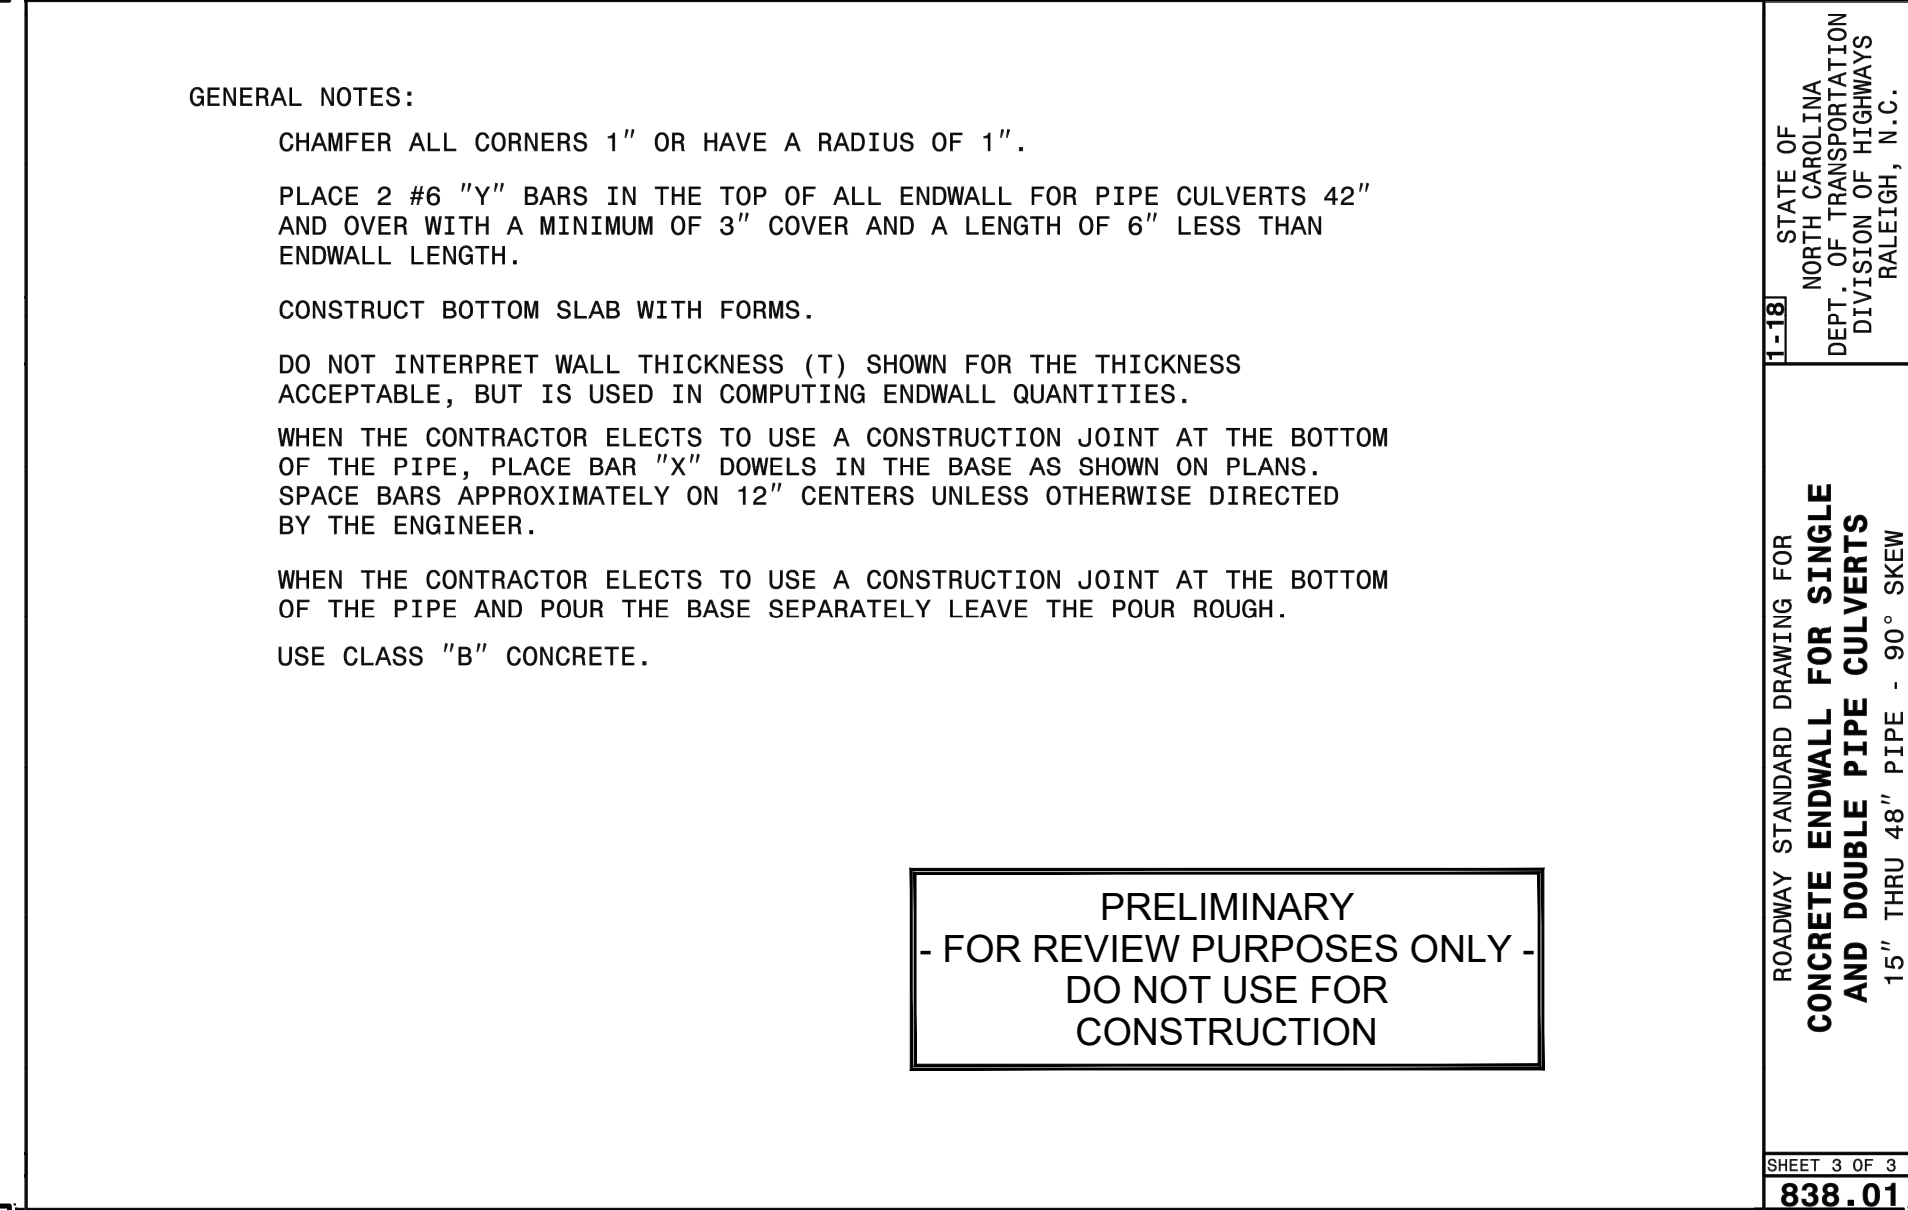 GENERAL NOTES:
CHAMFER ALL CORNERS 1" OR HAVE A RADIUS OF 1".
PLACE 2 #6 "Y" BARS IN THE TOP OF ALL ENDWALL FOR PIPE CULVERTS 42"
AND OVER WITH A MINIMUM OF 3" COVER AND A LENGTH OF 6" LESS THAN
ENDWALL LENGTH.
CONSTRUCT BOTTOM SLAB WITH FORMS.
DO NOT INTERPRET WALL THICKNESS (T) SHOWN FOR THE THICKNESS
ACCEPTABLE, BUT IS USED IN COMPUTING ENDWALL QUANTITIES.
WHEN THE CONTRACTOR ELECTS TO USE A CONSTRUCTION JOINT AT THE BOTTOM
OF THE PIPE, PLACE BAR "X" DOWELS IN THE BASE AS SHOWN ON PLANS.
SPACE BARS APPROXIMATELY ON 12" CENTERS UNLESS OTHERWISE DIRECTED
BY THE ENGINEER.
WHEN THE CONTRACTOR ELECTS TO USE A CONSTRUCTION JOINT AT THE BOTTOM
OF THE PIPE AND POUR THE BASE SEPARATELY LEAVE THE POUR ROUGH.
USE CLASS "B" CONCRETE.
PRELIMINARY
- FOR REVIEW PURPOSES ONLY -
DO NOT USE FOR
CONSTRUCTION
1-18
STATE OF
NORTH CAROLINA
DEPT. OF TRANSPORTATION
DIVISION OF HIGHWAYS
RALEIGH, N.C.
ROADWAY STANDARD DRAWING FOR
CONCRETE ENDWALL FOR SINGLE
AND DOUBLE PIPE CULVERTS
15" THRU 48" PIPE - 90° SKEW
SHEET 3 OF 3
838.01